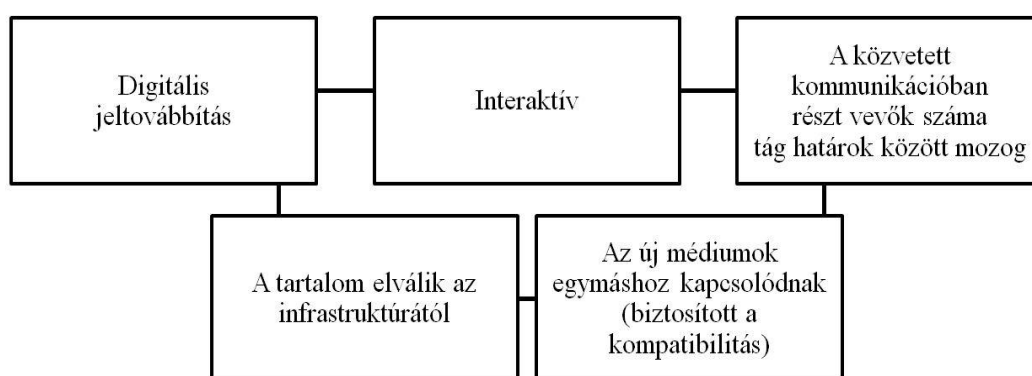 Digitális
jeltovábbítás
Interaktív
A közvetett
kommunikációban
részt vevők száma
tág határok között mozog
A tartalom elválik az
infrastruktúrától
Az új médiumok
egymáshoz kapcsolódnak
(biztosított a
kompatibilitás)